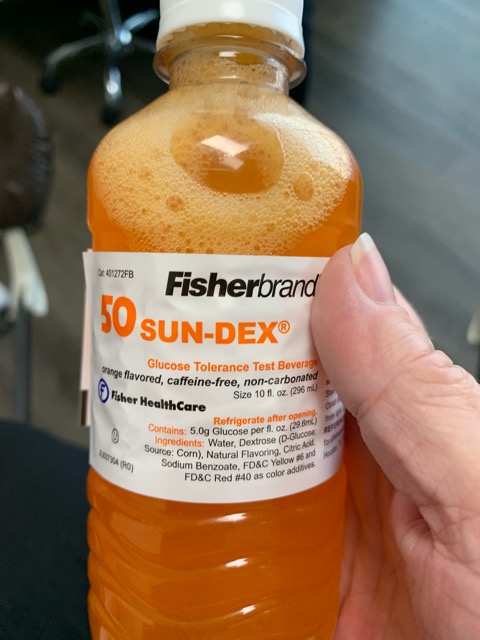 Cat: 401272FB
Fisherbrand
50 SUN-DEX®
Glucose Tolerance Test Beverage
orange flavored, caffeine-free, non-carbonated
Size 10 fl. oz. (296 mL)
Fisher HealthCare
Refrigerate after opening.
Contains: 5.0g Glucose per fl. oz. (29.6mL)
Ingredients: Water, Dextrose (D-Glucose;
Source: Corn), Natural Flavoring, Citric Acid,
Sodium Benzoate, FD&C Yellow #6 and
FD&C Red #40 as color additives.